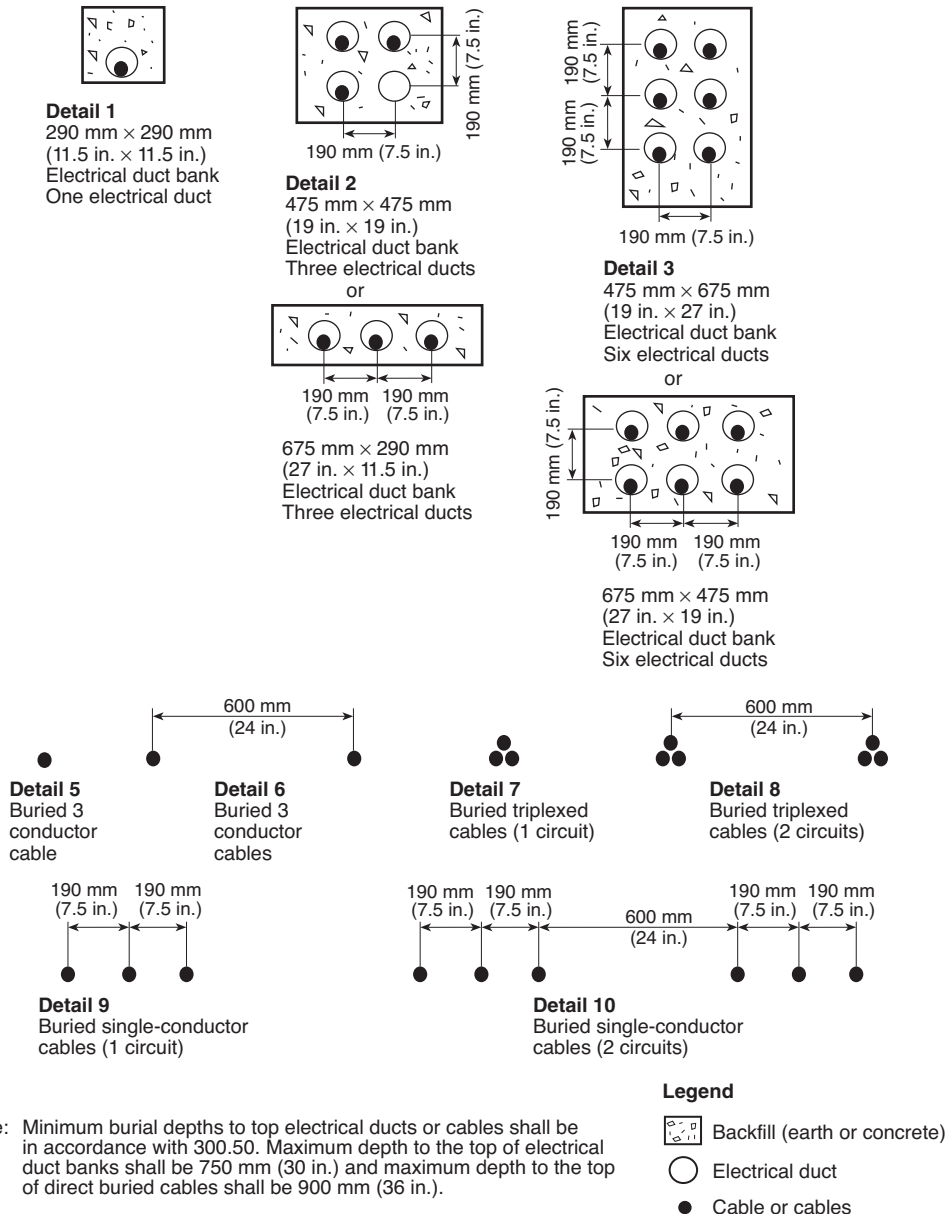 Detail 1
290 mm × 290 mm
(11.5 in. × 11.5 in.)
Electrical duct bank
One electrical duct
190 mm (7.5 in.)
190 mm
(7.5 in.)
Detail 2
475 mm × 475 mm
(19 in. × 19 in.)
Electrical duct bank
Three electrical ducts
or
190 mm
(7.5 in.)
190 mm
(7.5 in.)
675 mm × 290 mm
(27 in. × 11.5 in.)
Electrical duct bank
Three electrical ducts
190 mm
(7.5 in.)
190 mm
(7.5 in.)
190 mm (7.5 in.)
Detail 3
475 mm × 675 mm
(19 in. × 27 in.)
Electrical duct bank
Six electrical ducts
or
190 mm (7.5 in.)
190 mm
(7.5 in.)
190 mm
(7.5 in.)
675 mm × 475 mm
(27 in. × 19 in.)
Electrical duct bank
Six electrical ducts
Detail 5
Buried 3
conductor
cable
600 mm
(24 in.)
Detail 6
Buried 3
conductor
cables
Detail 7
Buried triplexed
cables (1 circuit)
600 mm
(24 in.)
Detail 8
Buried triplexed
cables (2 circuits)
190 mm
(7.5 in.)
190 mm
(7.5 in.)
Detail 9
Buried single-conductor
cables (1 circuit)
190 mm
(7.5 in.)
190 mm
(7.5 in.)
600 mm
(24 in.)
190 mm
(7.5 in.)
190 mm
(7.5 in.)
Detail 10
Buried single-conductor
cables (2 circuits)
e: Minimum burial depths to top electrical ducts or cables shall be
in accordance with 300.50. Maximum depth to the top of electrical
duct banks shall be 750 mm (30 in.) and maximum depth to the top
of direct buried cables shall be 900 mm (36 in.).
Legend
Backfill (earth or concrete)
Electrical duct
Cable or cables